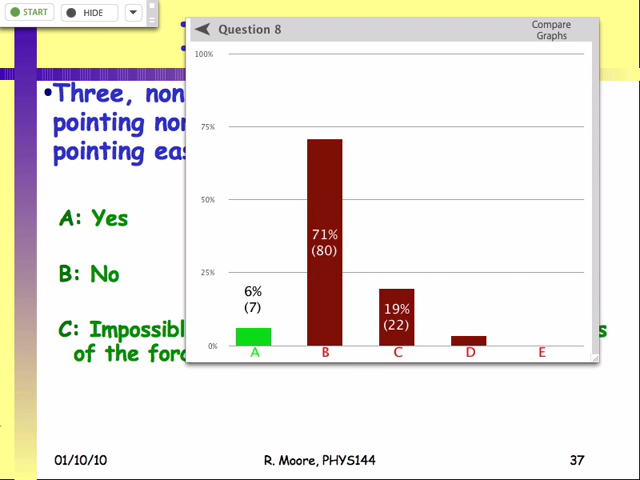 START
HIDE
Question 8
Compare
Graphs
•Three, non
pointing nor
pointing eas
A: Yes
B: No
C: Impossibl
s
of the forc
100%
75%
50%
25%
0%
6%
(7)
71%
(80)
19%
(22)
A B C D E
01/10/10 R. Moore, PHYS144 37